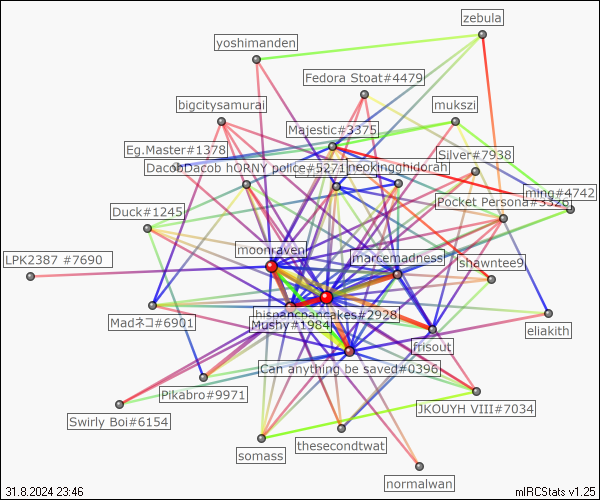 zebula
yoshimanden
Fedora Stoat#4479
bigcitysamurai
mukszi
Majestic#3375
Eg.Master#1378
Silver#7938
DacobDacob hORNY police#5271
neokingghidorah
ming#4742
Pocket Persona#3326
Duck#1245
moonraven
LPK2387 #7690
marcemadness
shawntee9
hispanpancakes#2928
Madネコ#6901
Mushy#1984
eliakith
frisout
Can anything be saved#0396
Pikabro#9971
JKOUYH VIII#7034
Swirly Boi#6154
thesecondtwat
somass
normalwan
31.8.2024 23:46
mIRCStats v1.25